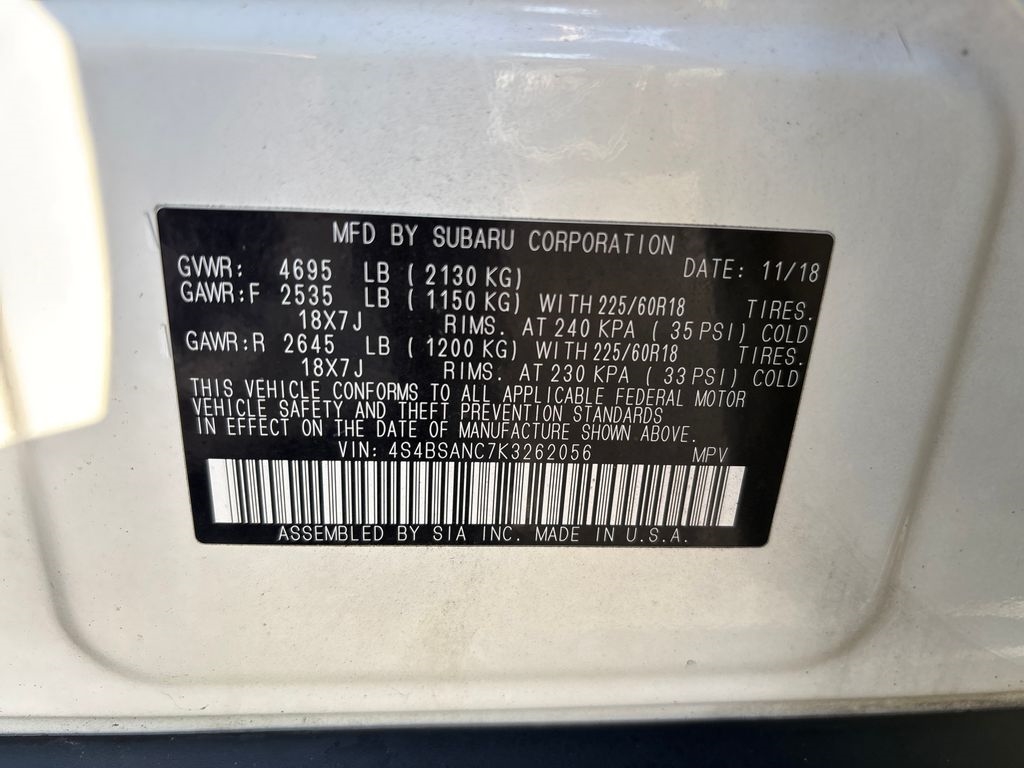 MFD BY SUBARU CORPORATION
GVWR: 4695 LB ( 2130 KG) DATE: 11/18
GAWR:F 2535 LB ( 1150 KG) WITH 225/60R18 TIRES.
18X7J RIMS. AT 240 KPA ( 35 PSI) COLD
GAWR:R 2645 LB ( 1200 KG) WITH 225/60R18 TIRES.
18X7J RIMS. AT 230 KPA ( 33 PSI) COLD
THIS VEHICLE CONFORMS TO ALL APPLICABLE FEDERAL MOTOR
VEHICLE SAFETY AND THEFT PREVENTION STANDARDS
IN EFFECT ON THE DATE OF MANUFACTURE SHOWN ABOVE.
VIN: 4S4BSANC7K3262056 MPV
ASSEMBLED BY SIA INC. MADE IN U.S.A.